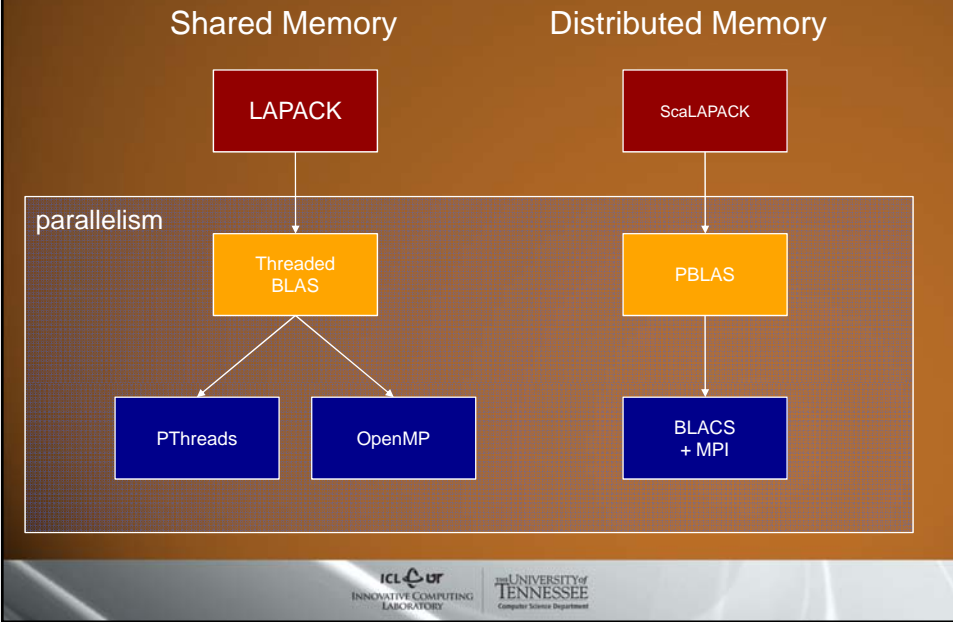 Shared Memory
Distributed Memory
LAPACK
ScaLAPACK
parallelism
Threaded
BLAS
PBLAS
PThreads
OpenMP
BLACS
+ MPI
ICL UT
INNOVATIVE COMPUTING
LABORATORY
THE UNIVERSITY of
TENNESSEE
Computer Science Department